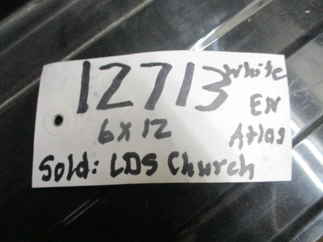 12713 White
6x12 EN
Atlas
Sold: LDS Church